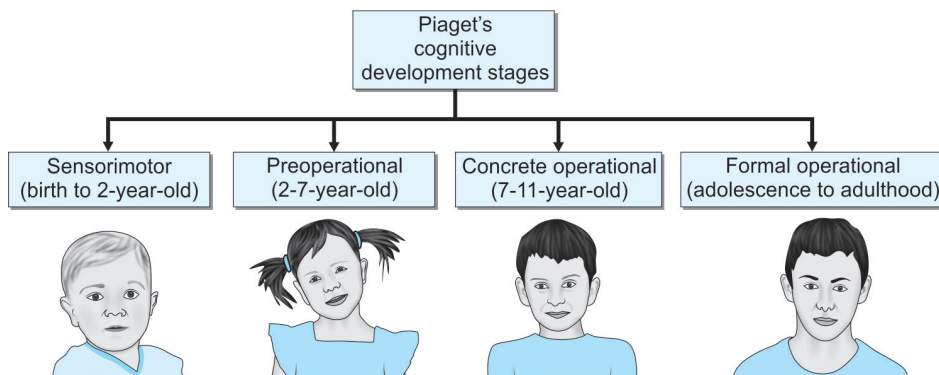 Piaget's
cognitive
development stages
Sensorimotor
(birth to 2-year-old)
Preoperational
(2-7-year-old)
Concrete operational
(7-11-year-old)
Formal operational
(adolescence to adulthood)